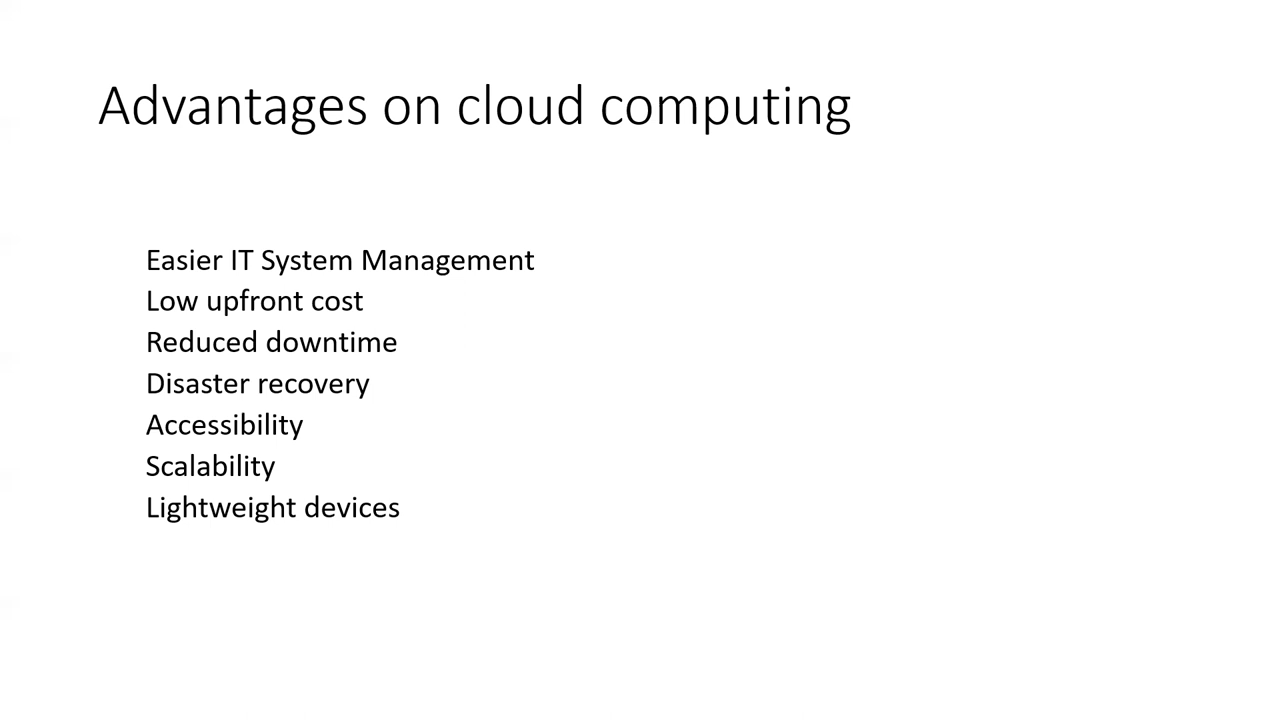 Advantages on cloud computing
Easier IT System Management
Low upfront cost
Reduced downtime
Disaster recovery
Accessibility
Scalability
Lightweight devices